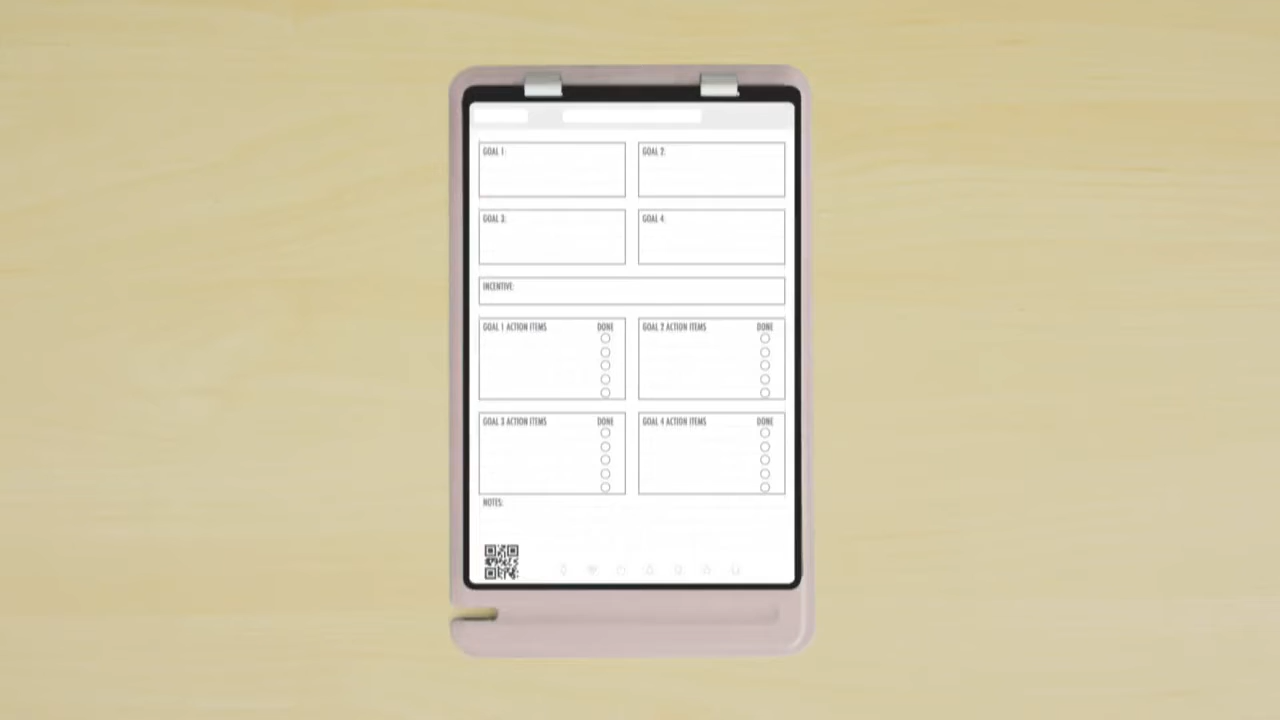 GOAL 1:
GOAL 2:
GOAL 3:
GOAL 4:
INCENTIVE:
GOAL 1 ACTION ITEMS DONE
GOAL 2 ACTION ITEMS DONE
GOAL 3 ACTION ITEMS DONE
GOAL 4 ACTION ITEMS DONE
NOTES: